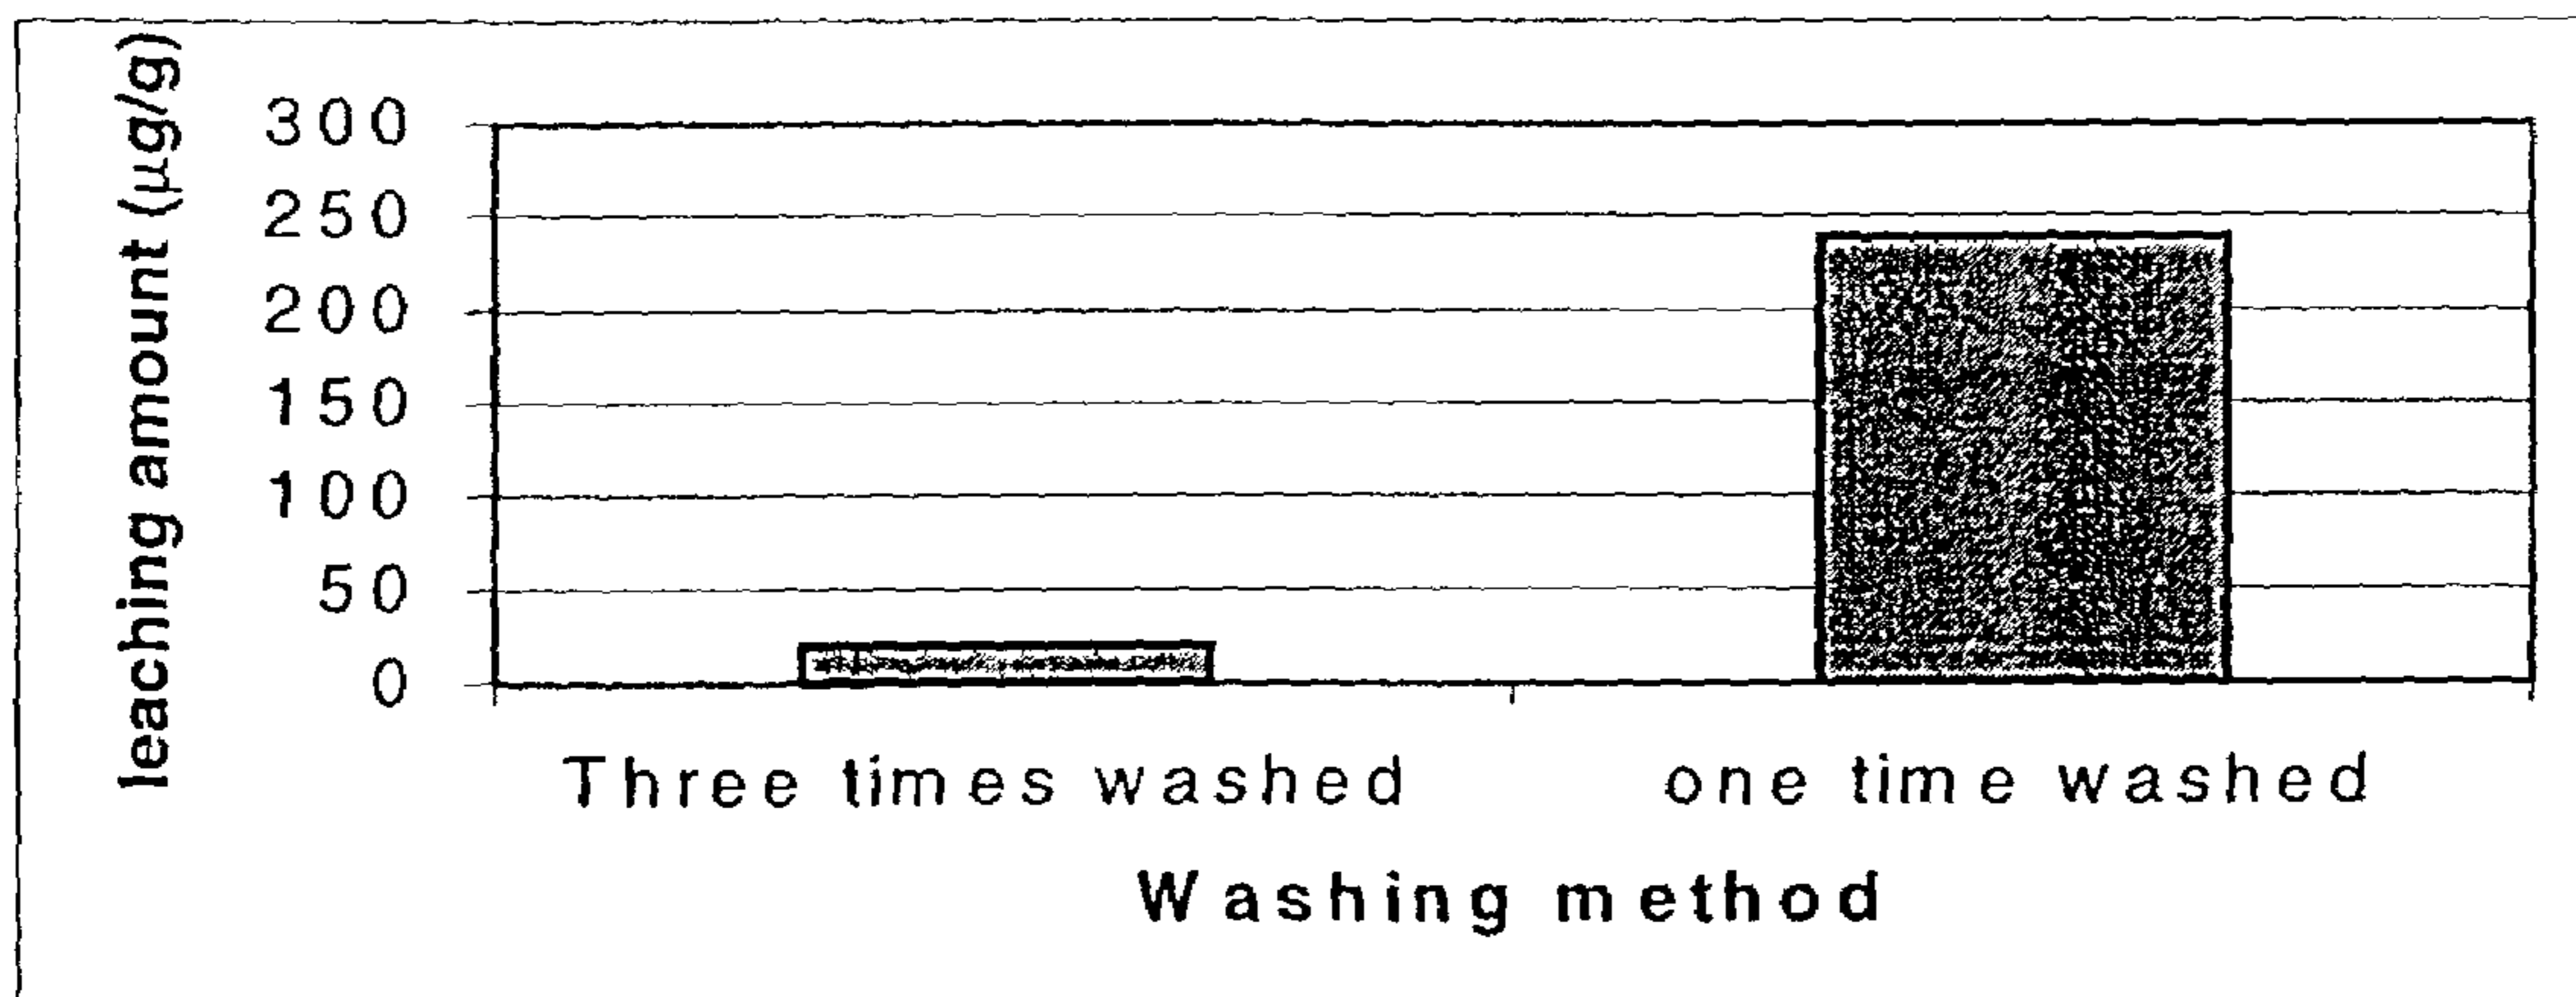 leaching amount (µg/g)
300
250
200
150
100
50
0
Three times washed
one time washed
Washing method